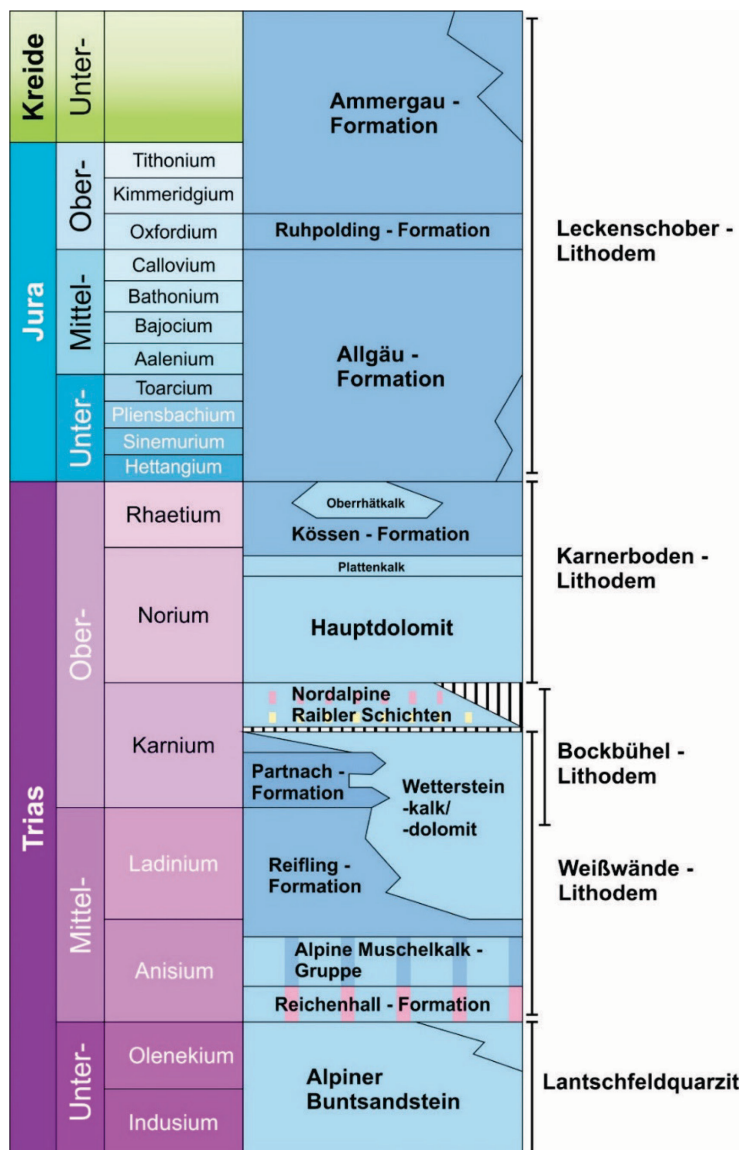 Kreide
Unter-
Ammergau -
Formation
Jura
Ober-
Tithonium
Kimmeridgium
Oxfordium
Ruhpolding - Formation
Leckenschober -
Lithodem
Mittel-
Callovium
Bathonium
Bajocium
Aalenium
Allgäu -
Formation
Unter-
Toarcium
Pliensbachium
Sinemurium
Hettangium
Trias
Ober-
Rhaetium
Oberrhätkalk
Kössen - Formation
Plattenkalk
Karnerboden -
Lithodem
Norium
Hauptdolomit
Karnium
Nordalpine
Raibler Schichten
Partnach -
Formation
Wetterstein
-kalk/
-dolomit
Bockbühel -
Lithodem
Mittel-
Ladinium
Reifling -
Formation
Weißwände -
Lithodem
Anisium
Alpine Muschelkalk -
Gruppe
Reichenhall - Formation
Unter-
Olenekium
Indusium
Alpiner
Buntsandstein
Lantschfeldquarzit